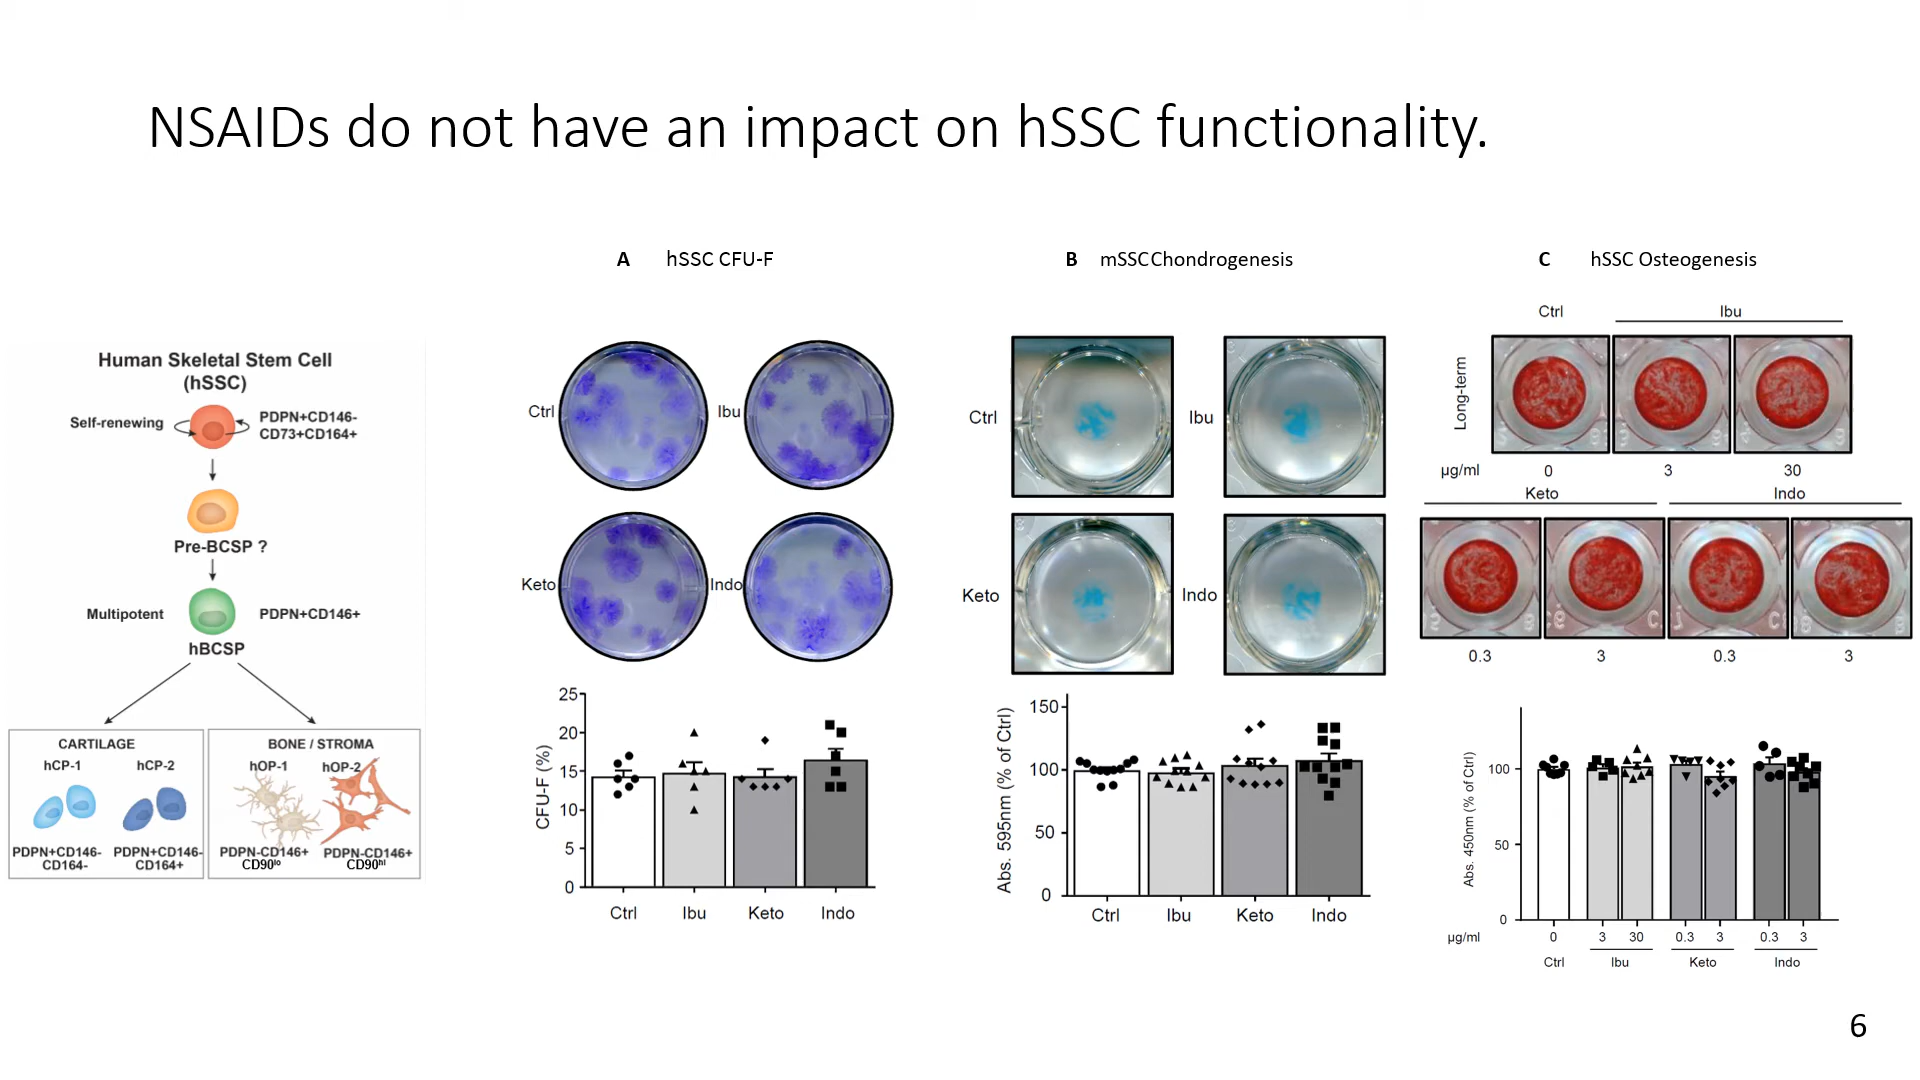 NSAIDs do not have an impact on hSSC functionality.
Human Skeletal Stem Cell
(hSSC)
Self-renewing
PDPN+CD146-
CD73+CD164+
Pre-BCSP ?
Multipotent
PDPN+CD146+
hBCSP
CARTILAGE
hCP-1 hCP-2
PDPN+CD146-
CD164-
PDPN+CD146-
CD164+
BONE / STROMA
hOP-1 hOP-2
PDPN-CD146+
CD90lo
PDPN-CD146+
CD90hi
A hSSC CFU-F
Ctrl Ibu
Keto Indo
CFU-F (%)
25
20
15
10
5
0
Ctrl Ibu Keto Indo
B mSSC Chondrogenesis
Ctrl Ibu
Keto Indo
Abs. 595nm (% of Ctrl)
150
100
50
0
Ctrl Ibu Keto Indo
C hSSC Osteogenesis
Ctrl Ibu
Long-term
µg/ml 0 3 30
Keto Indo
0.3 3 0.3 3
Abs. 450nm (% of Ctrl)
100
50
0
µg/ml 0 3 30 0.3 3 0.3 3
Ctrl Ibu Keto Indo
6